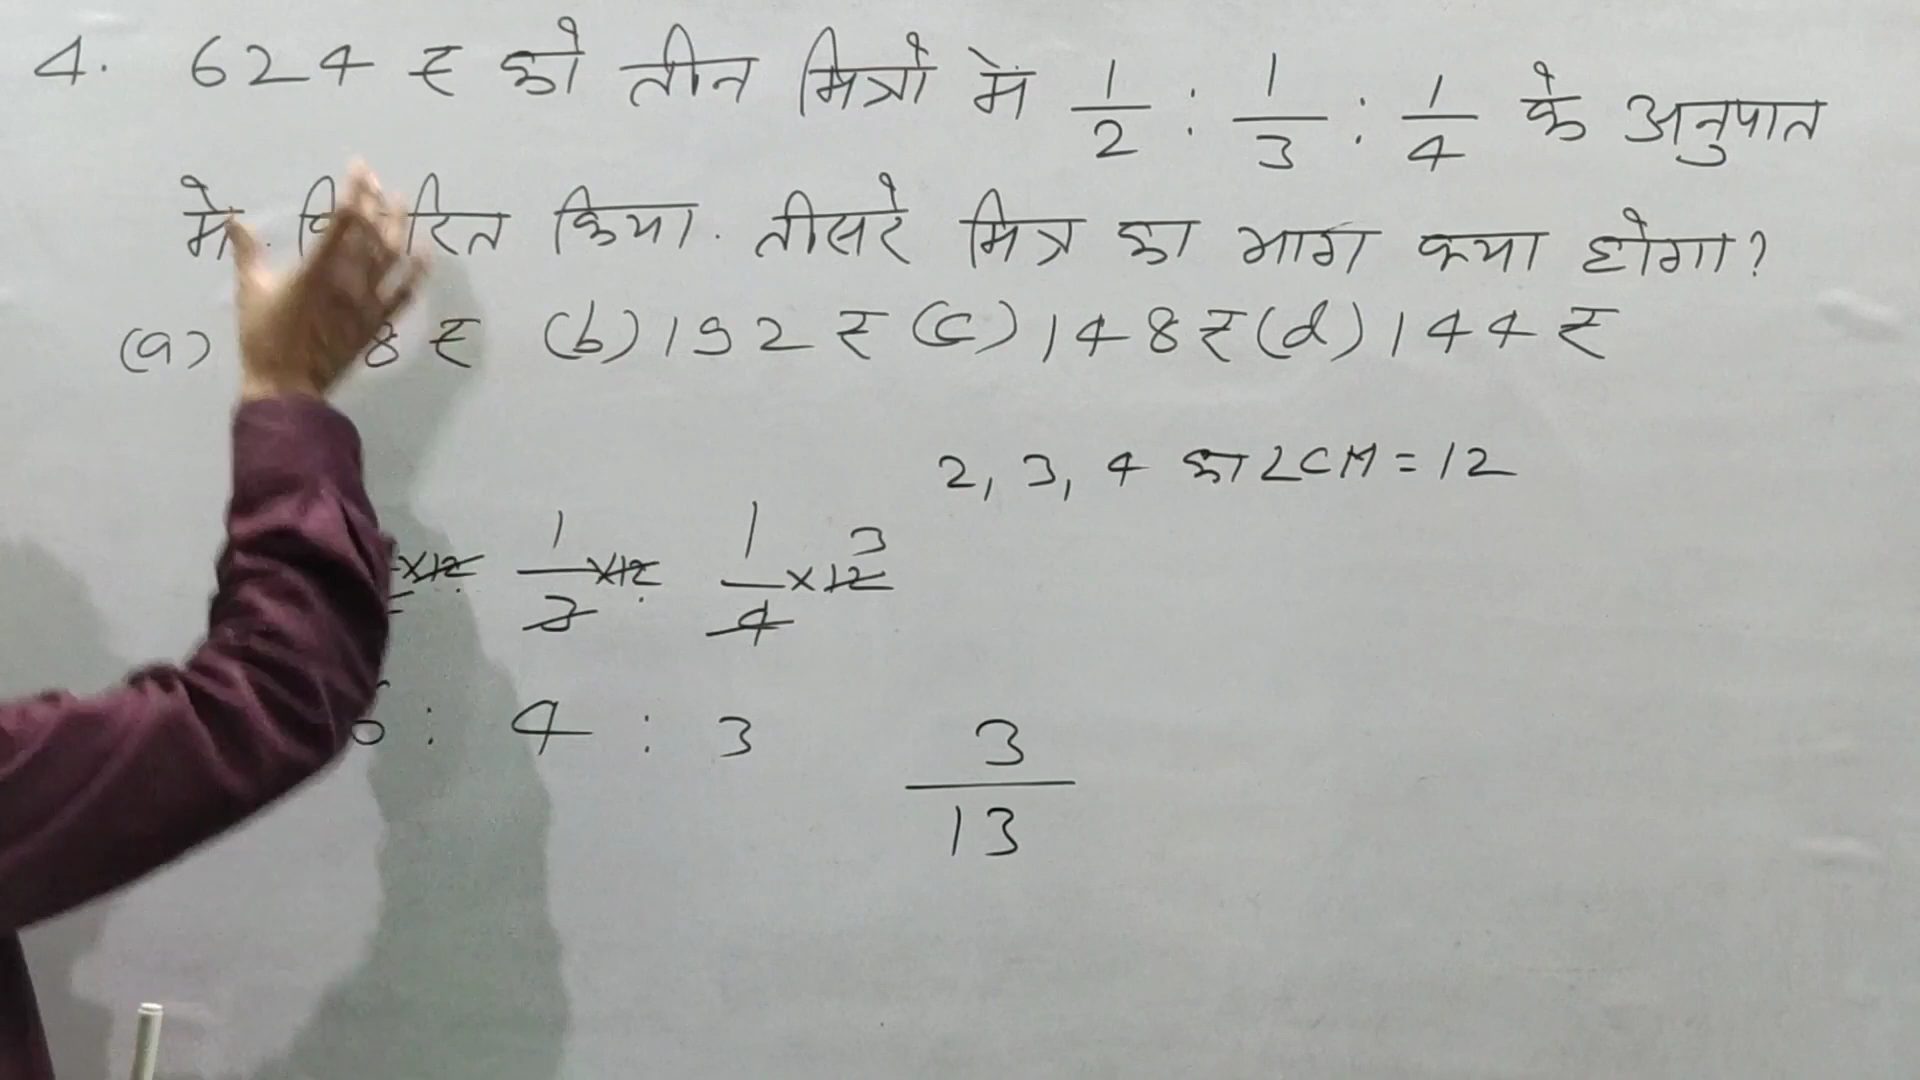 4. 624 ₹ को तीन मित्रो में 1/2 : 1/3 : 1/4 के अनुपात
मे किया. तीसरे मित्र का भाग क्या होगा?
(a) 8 ₹ (b) 192 ₹ (c) 148 ₹ (d) 144 ₹
2, 3, 4 का LCM = 12
×12 1/3 ×12 1/4 ×12 3
6 : 4 : 3 3/13